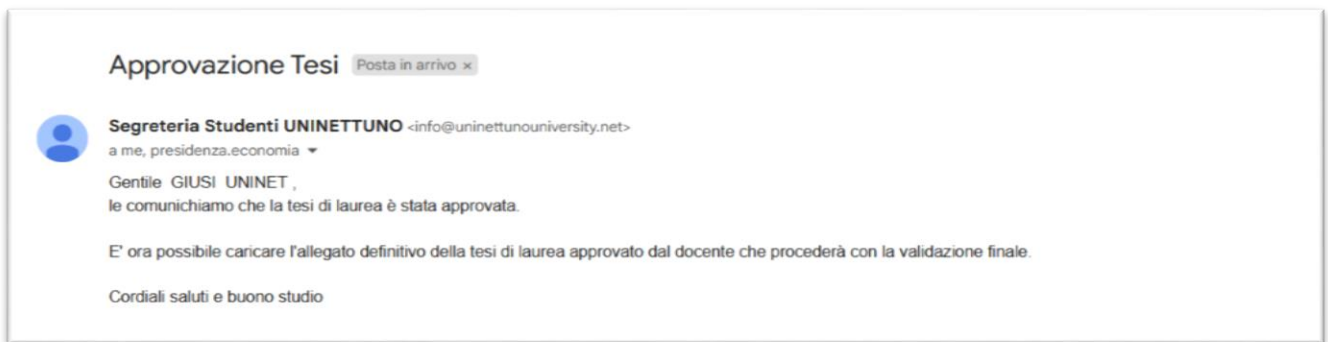 Approvazione Tesi Posta in arrivo ×
Segreteria Studenti UNINETTUNO <info@uninettunouniversity.net>
a me, presidenza.economia
Gentile GIUSI UNINET ,
le comunichiamo che la tesi di laurea è stata approvata.
E' ora possibile caricare l'allegato definitivo della tesi di laurea approvato dal docente che procederà con la validazione finale.
Cordiali saluti e buono studio